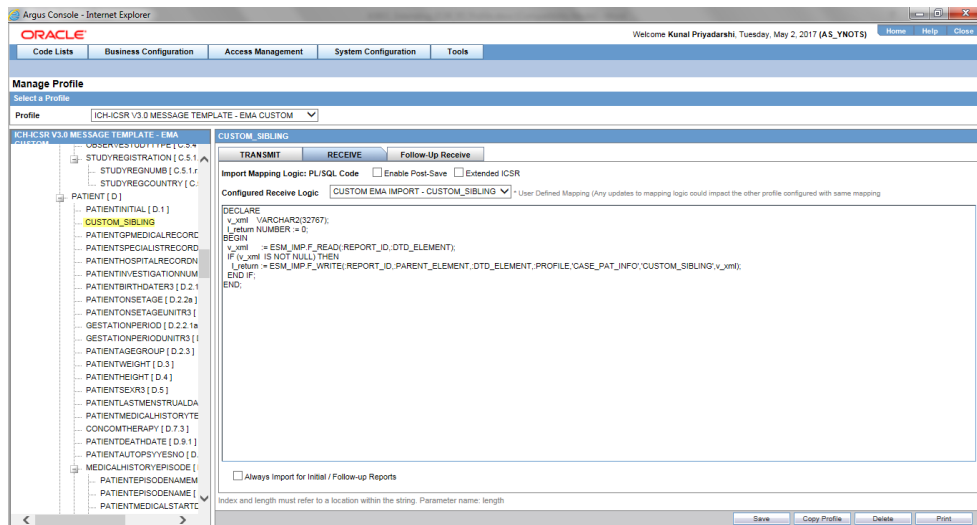 Argus Console - Internet Explorer
ORACLE
Welcome Kunal Priyadarshi, Tuesday, May 2, 2017 (AS_YNOTS)
Home Help Close
Code Lists Business Configuration Access Management System Configuration Tools
Manage Profile
Select a Profile
Profile ICH-ICSR V3.0 MESSAGE TEMPLATE - EMA CUSTOM
ICH-ICSR V3.0 MESSAGE TEMPLATE - EMA
CUSTOM
OBSERVESTUDYTYPE [ C.5.4
STUDYREGISTRATION [ C.5.1.
STUDYREGNUMB [ C.5.1.r
STUDYREGCOUNTRY [ C.
PATIENT [ D ]
PATIENTINITIAL [ D.1 ]
CUSTOM_SIBLING
PATIENTGPMEDICALRECORD
PATIENTSPECIALISTRECORD
PATIENTHOSPITALRECORDN
PATIENTINVESTIGATIONNUM
PATIENTBIRTHDATER3 [ D.2.1
PATIENTONSETAGE [ D.2.2a ]
PATIENTONSETAGEUNITR3 [
GESTATIONPERIOD [ D.2.2.1a
GESTATIONPERIODUNITR3 [
PATIENTAGEGROUP [ D.2.3 ]
PATIENTWEIGHT [ D.3 ]
PATIENTHEIGHT [ D.4 ]
PATIENTSEXR3 [ D.5 ]
PATIENTLASTMENSTRUALDA
PATIENTMEDICALHISTORYTE
CONCOMTHERAPY [ D.7.3 ]
PATIENTDEATHDATE [ D.9.1 ]
PATIENTAUTOPSYYESNO [ D.
MEDICALHISTORYEPISODE [
PATIENTEPISODENAMEM
PATIENTEPISODENAME [
PATIENTMEDICALSTARTD
CUSTOM_SIBLING
TRANSMIT RECEIVE Follow-Up Receive
Import Mapping Logic: PL/SQL Code Enable Post-Save Extended ICSR
Configured Receive Logic CUSTOM EMA IMPORT - CUSTOM_SIBLING * User Defined Mapping (Any updates to mapping logic could impact the other profile configured with same mapping
DECLARE
v_xml VARCHAR2(32767);
l_return NUMBER := 0;
BEGIN
v_xml := ESM_IMP.F_READ(:REPORT_ID,:DTD_ELEMENT);
IF (v_xml IS NOT NULL) THEN
l_return := ESM_IMP.F_WRITE(:REPORT_ID,:PARENT_ELEMENT,:DTD_ELEMENT,:PROFILE,'CASE_PAT_INFO','CUSTOM_SIBLING',v_xml);
END IF;
END;
Always Import for Initial / Follow-up Reports
Index and length must refer to a location within the string. Parameter name: length
Save Copy Profile Delete Print